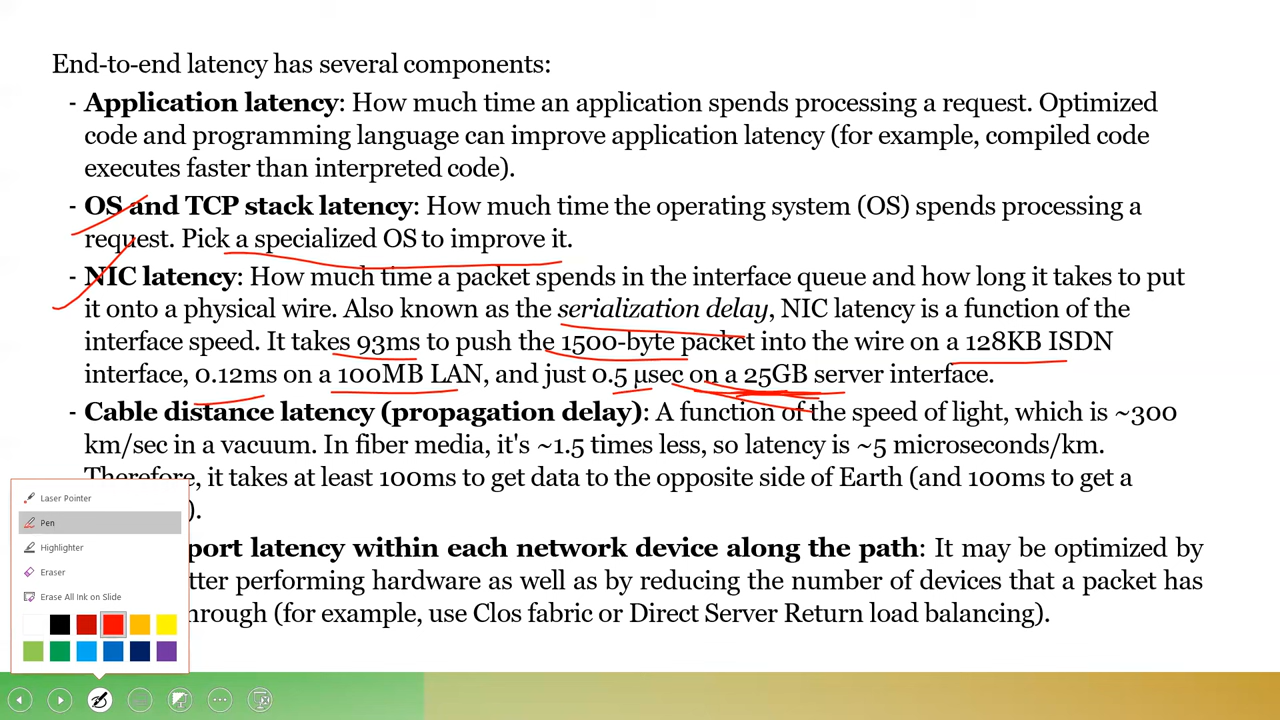 End-to-end latency has several components:
- Application latency: How much time an application spends processing a request. Optimized
code and programming language can improve application latency (for example, compiled code
executes faster than interpreted code).
- OS and TCP stack latency: How much time the operating system (OS) spends processing a
request. Pick a specialized OS to improve it.
- NIC latency: How much time a packet spends in the interface queue and how long it takes to put
it onto a physical wire. Also known as the serialization delay, NIC latency is a function of the
interface speed. It takes 93ms to push the 1500-byte packet into the wire on a 128KB ISDN
interface, 0.12ms on a 100MB LAN, and just 0.5 µsec on a 25GB server interface.
- Cable distance latency (propagation delay): A function of the speed of light, which is ~300
km/sec in a vacuum. In fiber media, it's ~1.5 times less, so latency is ~5 microseconds/km.
Therefore, it takes at least 100ms to get data to the opposite side of Earth (and 100ms to get a
).
port latency within each network device along the path: It may be optimized by
tter performing hardware as well as by reducing the number of devices that a packet has
hrough (for example, use Clos fabric or Direct Server Return load balancing).
Laser Pointer
Pen
Highlighter
Eraser
Erase All Ink on Slide